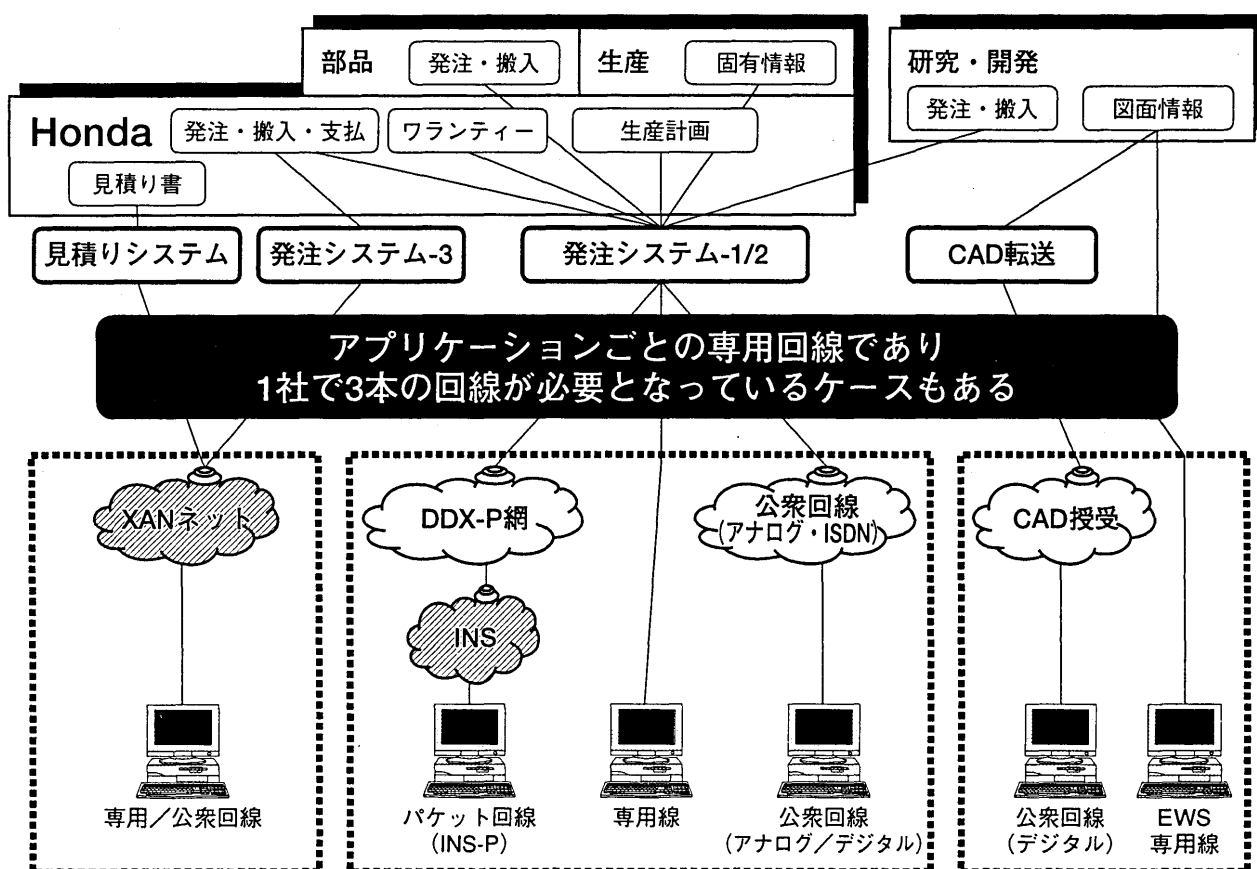 部品
発注・搬入
生産
固有情報
研究・開発
発注・搬入
図面情報
Honda
発注・搬入・支払
ワランティー
生産計画
見積り書
見積りシステム
発注システム-3
発注システム-1/2
CAD転送
アプリケーションごとの専用回線であり
1社で3本の回線が必要となっているケースもある
XANネット
DDX-P網
公衆回線
(アナログ・ISDN)
CAD授受
INS
専用／公衆回線
パケット回線
(INS-P)
専用線
公衆回線
(アナログ／デジタル)
公衆回線
(デジタル)
EWS
専用線